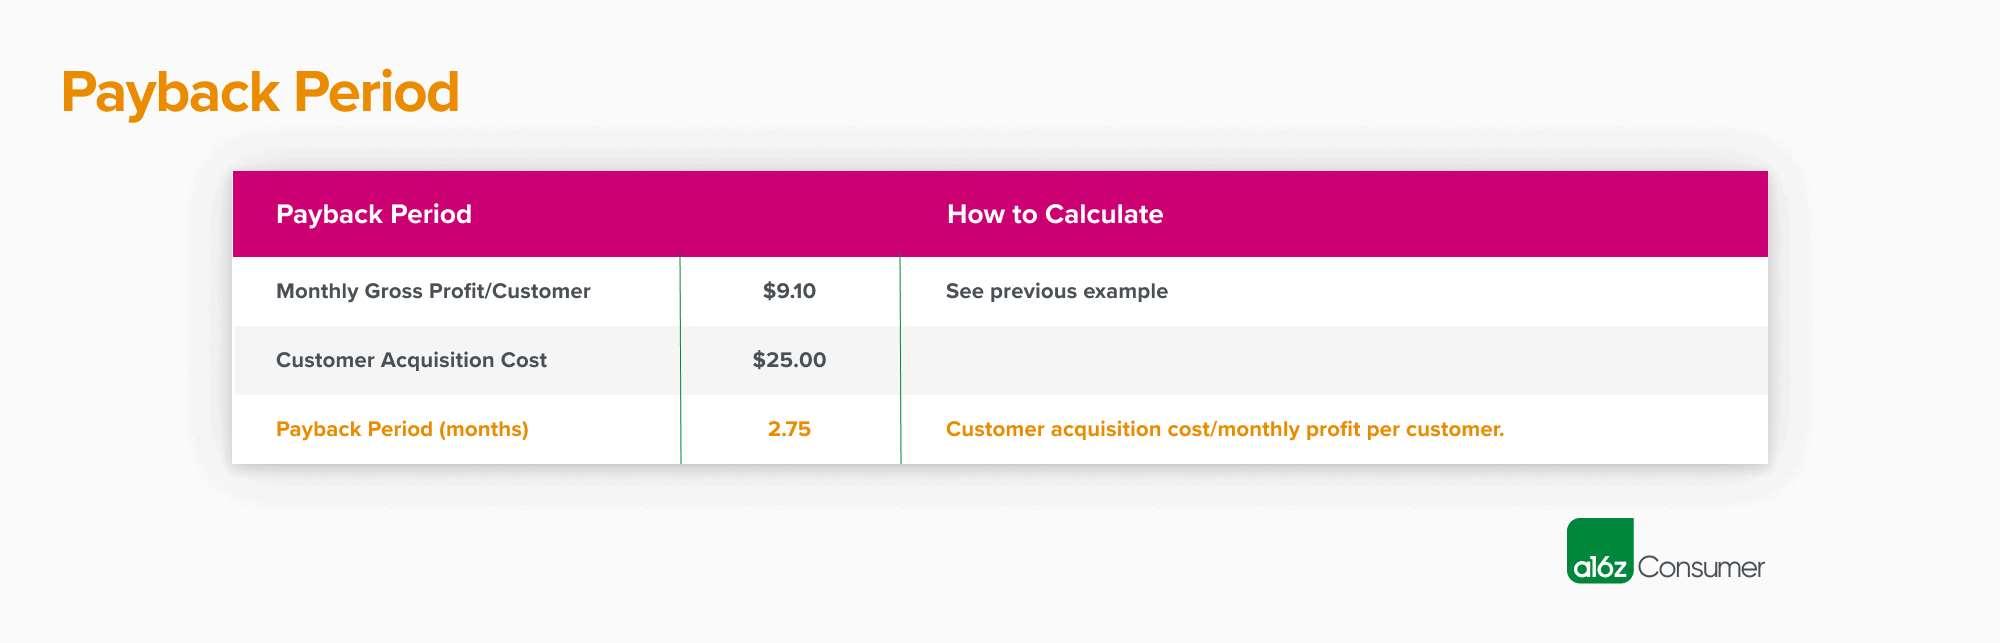 Payback Period
Payback Period How to Calculate
Monthly Gross Profit/Customer $9.10 See previous example
Customer Acquisition Cost $25.00
Payback Period (months) 2.75 Customer acquisition cost/monthly profit per customer.
a16z Consumer